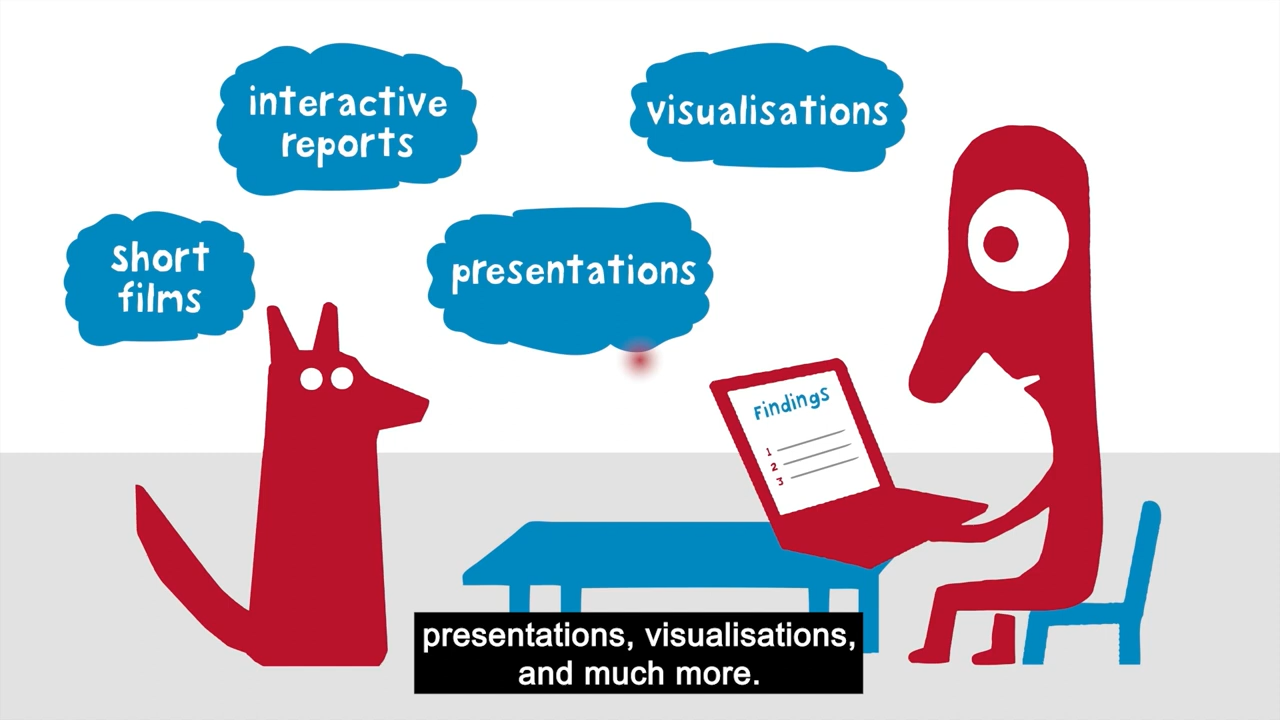 interactive
reports
visualisations
short
films
presentations
Findings
1
2
3
presentations, visualisations,
and much more.